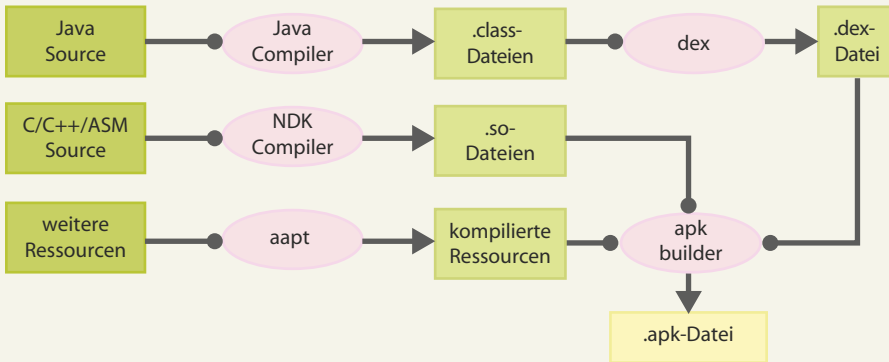 Java
Source
Java
Compiler
.class-
Dateien
dex
.dex-
Datei
C/C++/ASM
Source
NDK
Compiler
.so-
Dateien
weitere
Ressourcen
aapt
kompilierte
Ressourcen
apk
builder
.apk-Datei